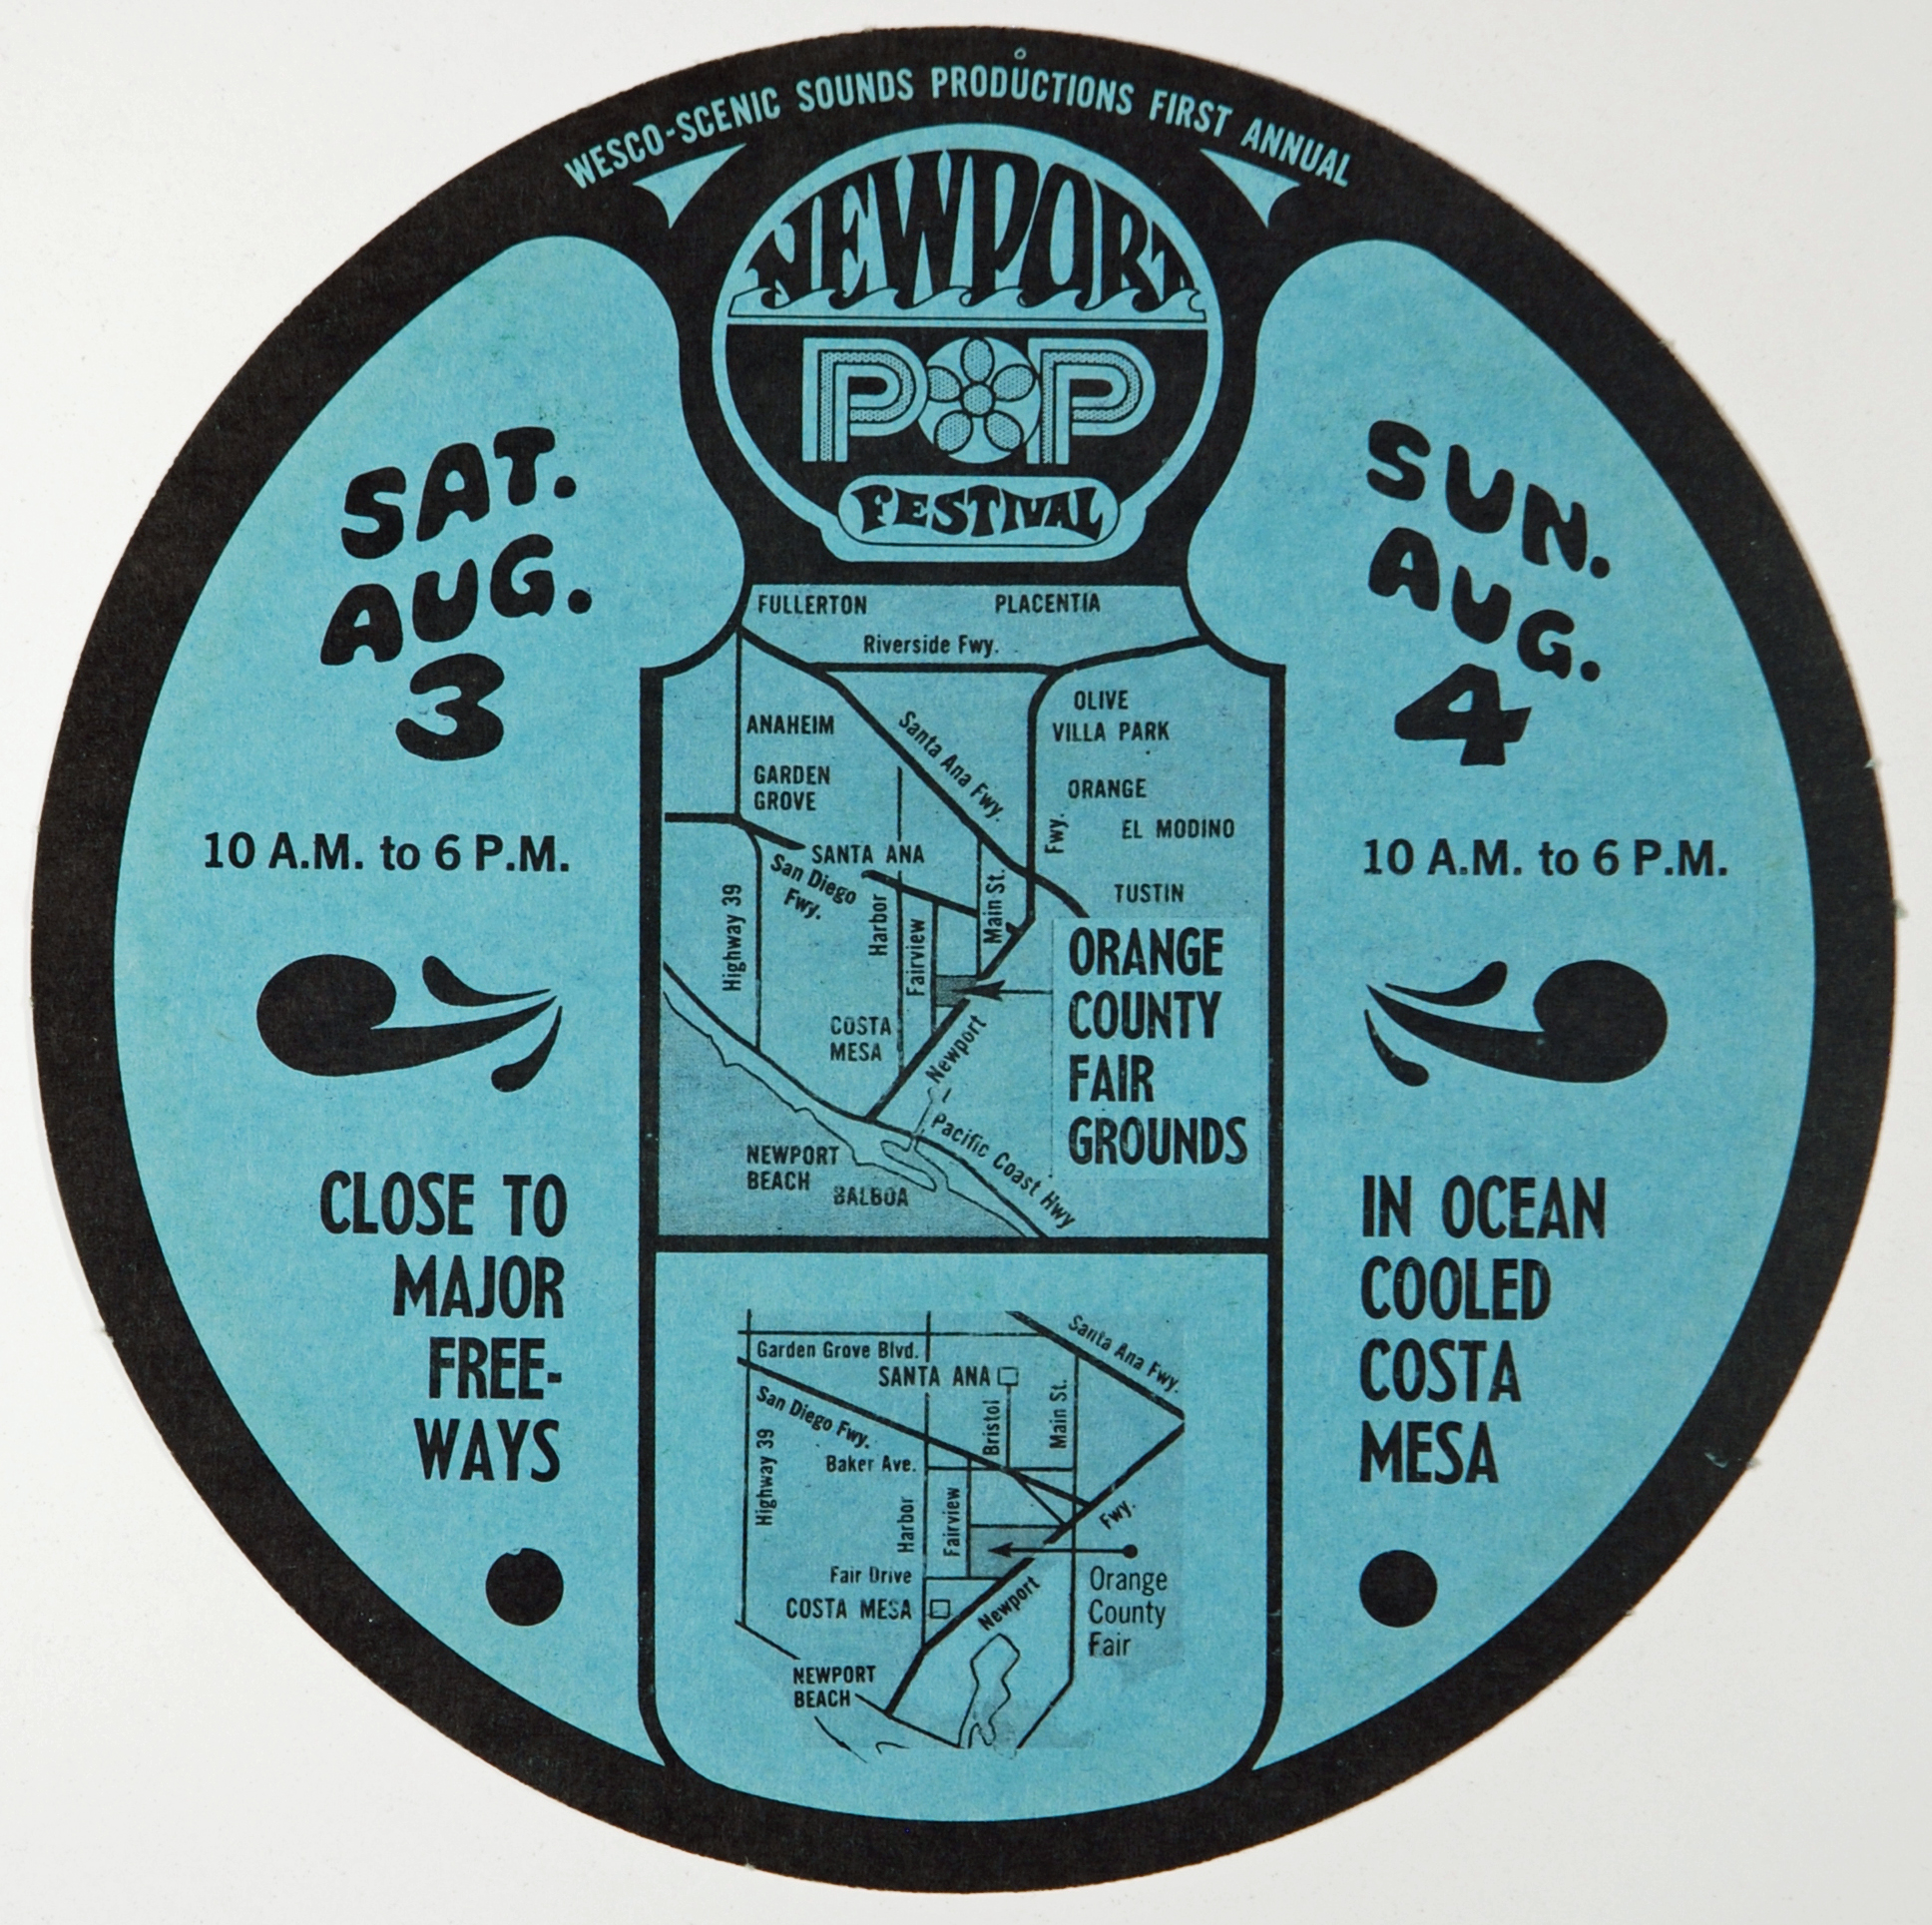 WESCO-SCENIC SOUNDS PRODUCTIONS FIRST ANNUAL
NEWPORT
POP
FESTIVAL
SAT.
AUG.
3
10 A.M. to 6 P.M.
CLOSE TO
MAJOR
FREE-
WAYS
SUN.
AUG.
4
10 A.M. to 6 P.M.
IN OCEAN
COOLED
COSTA
MESA
FULLERTON
PLACENTIA
Riverside Fwy.
OLIVE
VILLA PARK
ANAHEIM
Santa Ana Fwy.
GARDEN
GROVE
ORANGE
EL MODINO
Fwy.
SANTA ANA
San Diego
Fwy.
TUSTIN
Highway 39
Harbor
Fairview
Main St.
ORANGE
COUNTY
FAIR
GROUNDS
COSTA
MESA
Newport
Pacific Coast Hwy
NEWPORT
BEACH
BALBOA
Santa Ana Fwy.
Garden Grove Blvd.
SANTA ANA
San Diego Fwy.
Bristol
Main St.
Highway 39
Baker Ave.
Harbor
Fairview
Fwy.
Fair Drive
COSTA MESA
Newport
Orange
County
Fair
NEWPORT
BEACH